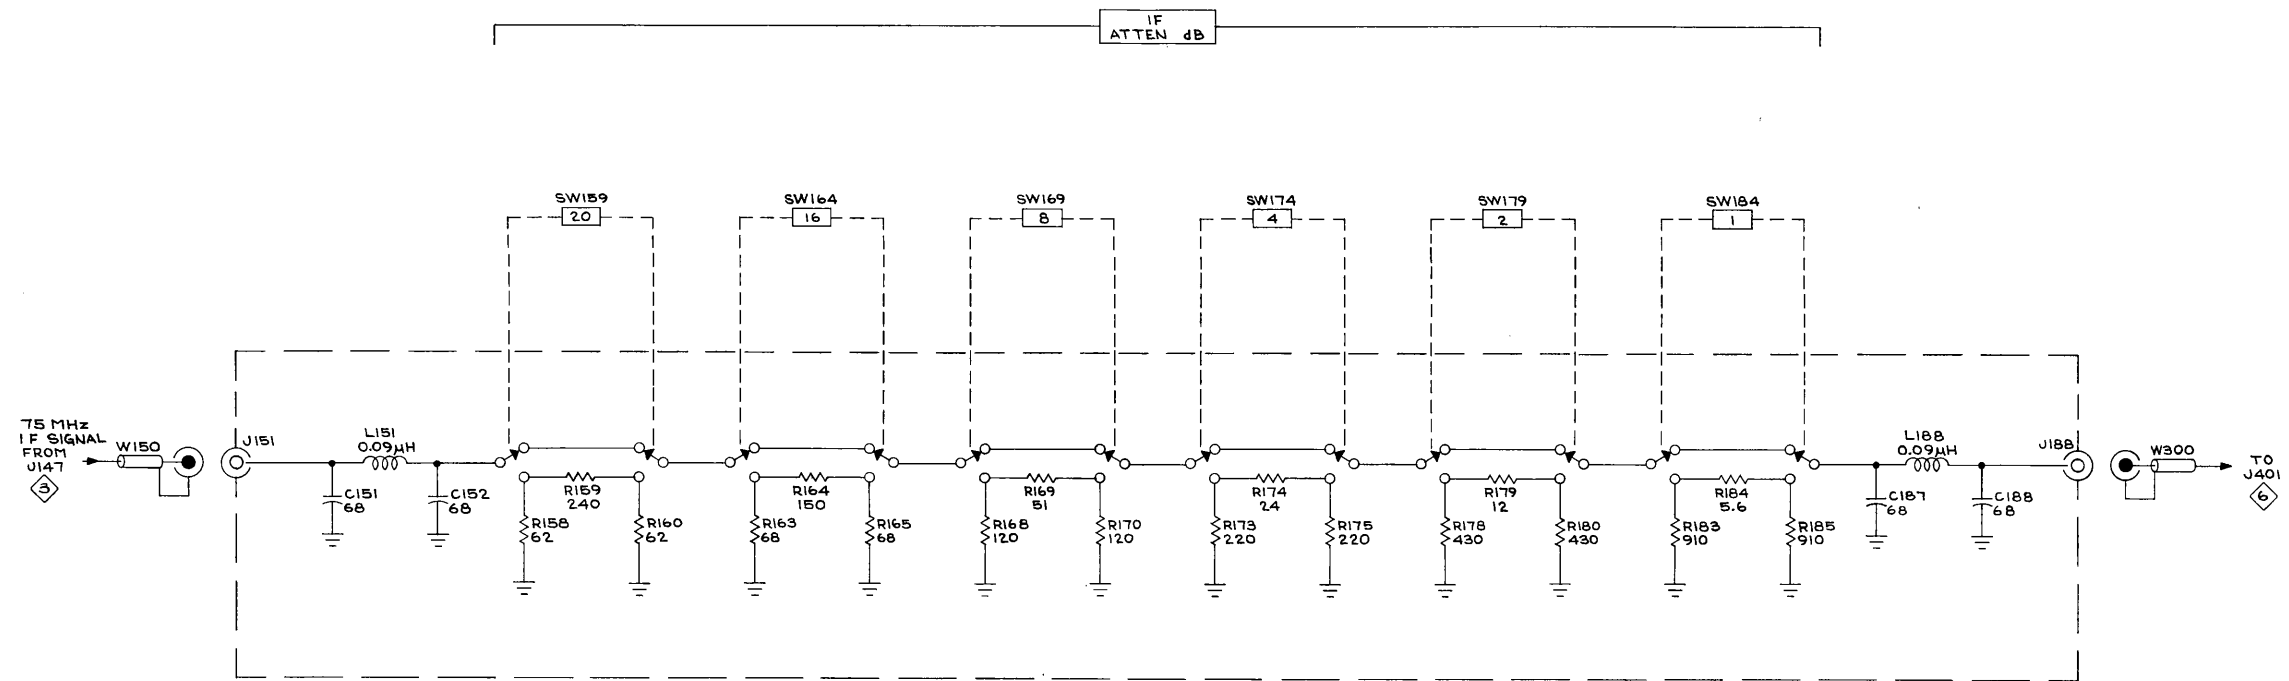 IF
ATTEN dB
SW159
20
SW164
16
SW169
8
SW174
4
SW179
2
SW184
1
75 MHz
IF SIGNAL
FROM
J147
3
W150
J151
L151
0.09µH
C151
68
C152
68
R159
240
R158
62
R160
62
R164
150
R163
68
R165
68
R169
51
R168
120
R170
120
R174
24
R173
220
R175
220
R179
12
R178
430
R180
430
R184
5.6
R183
910
R185
910
L188
0.09µH
C187
68
C188
68
J188
W300
TO
J401
6